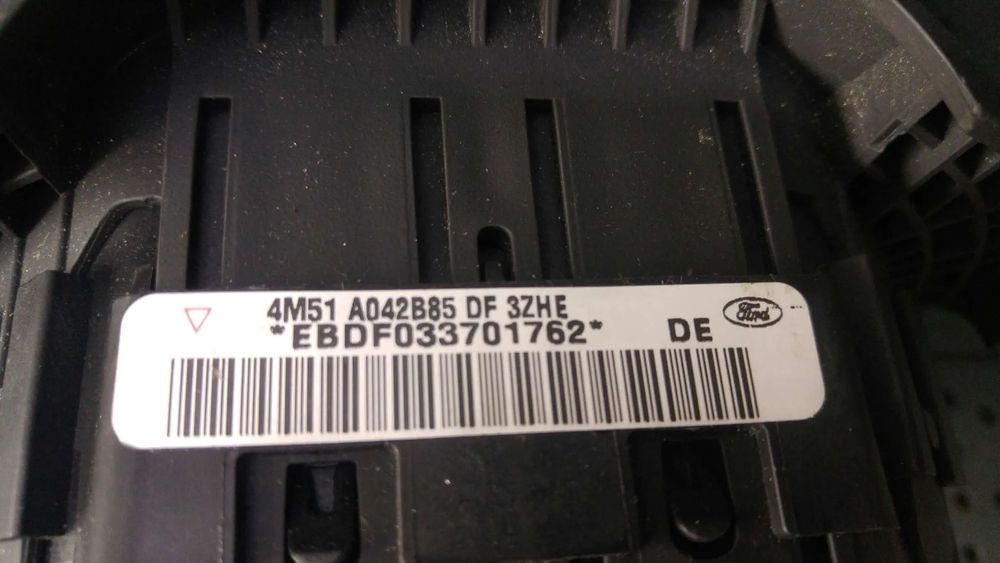 4M51 A042B85 DF 3ZHE
*EBDF033701762* DE
Ford